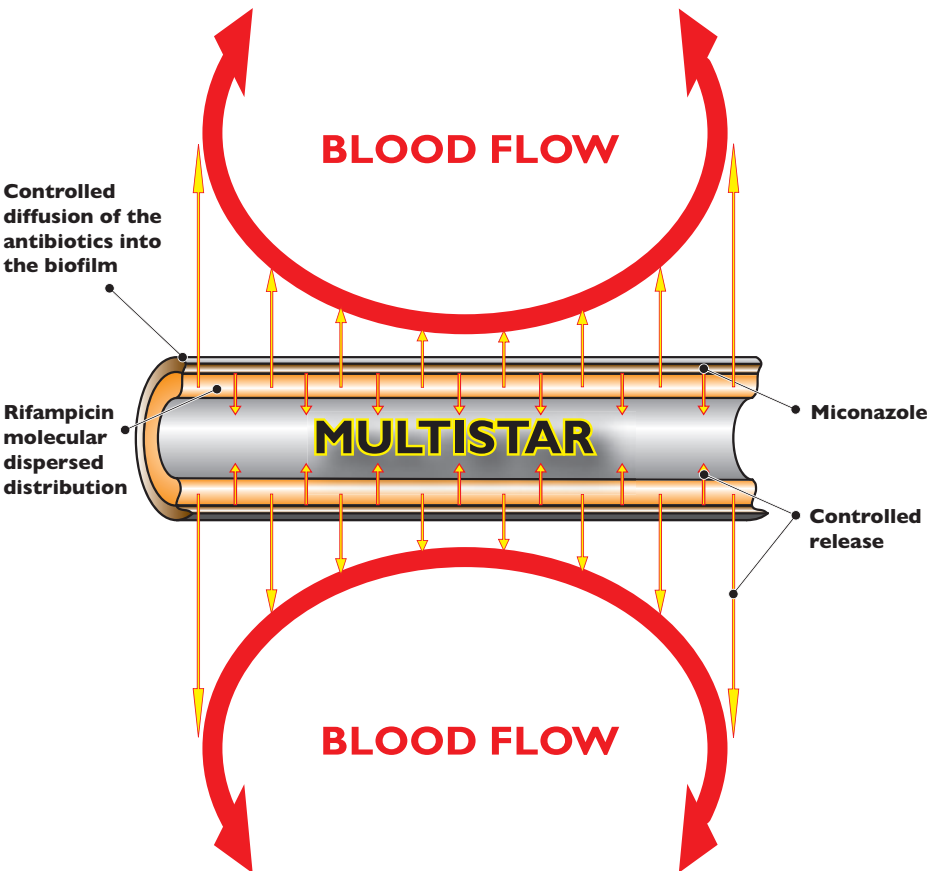 BLOOD FLOW
Controlled
diffusion of the
antibiotics into
the biofilm
Rifampicin
molecular
dispersed
distribution
MULTISTAR
Miconazole
Controlled
release
BLOOD FLOW